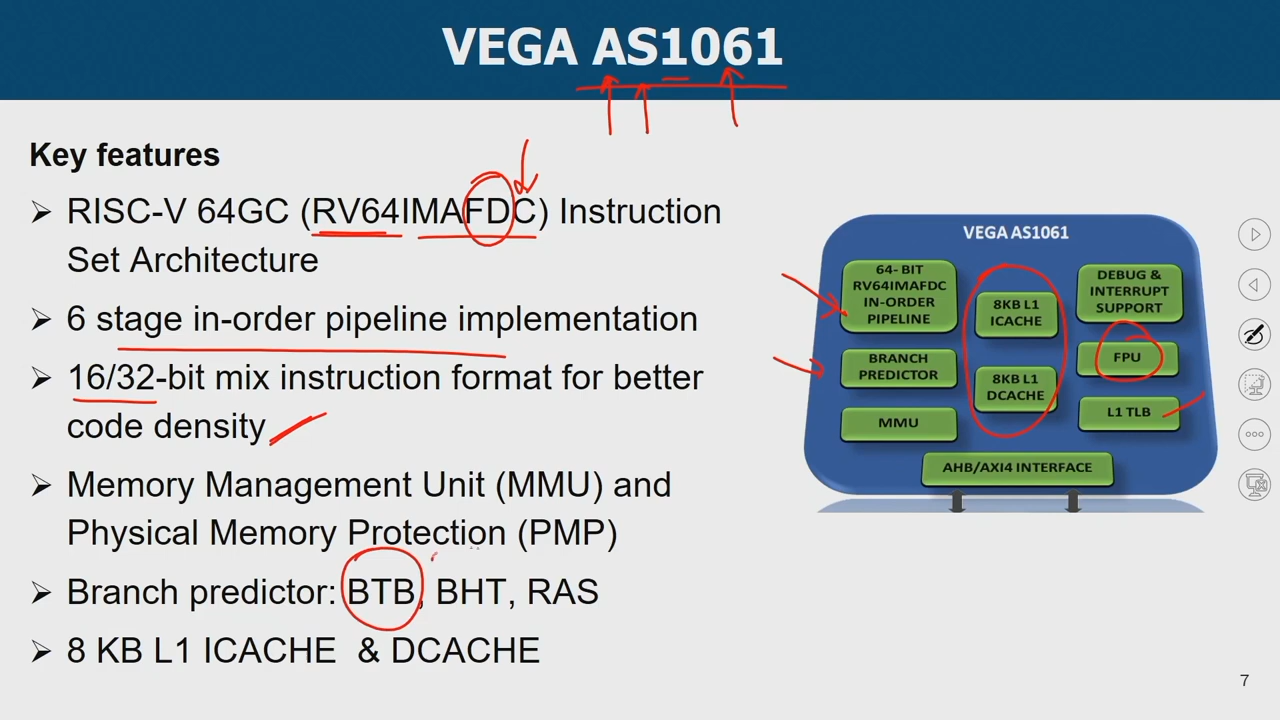 VEGA AS1061
Key features
➢ RISC-V 64GC (RV64IMAFDC) Instruction
Set Architecture
➢ 6 stage in-order pipeline implementation
➢ 16/32-bit mix instruction format for better
code density
➢ Memory Management Unit (MMU) and
Physical Memory Protection (PMP)
➢ Branch predictor: BTB, BHT, RAS
➢ 8 KB L1 ICACHE & DCACHE
VEGA AS1061
64- BIT
RV64IMAFDC
IN-ORDER
PIPELINE
BRANCH
PREDICTOR
MMU
8KB L1
ICACHE
8KB L1
DCACHE
DEBUG &
INTERRUPT
SUPPORT
FPU
L1 TLB
AHB/AXI4 INTERFACE
7